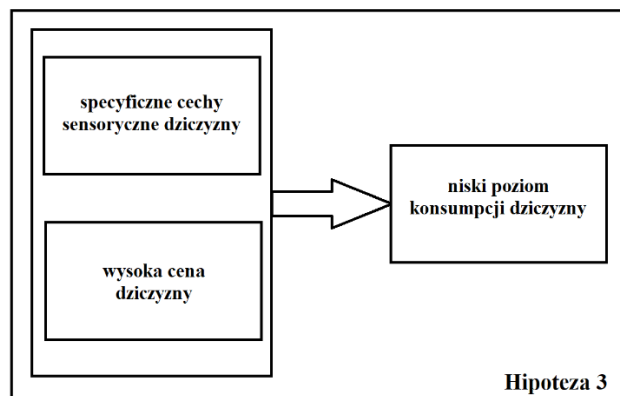 specyficzne cechy
sensoryczne dziczyzny
niski poziom
konsumpcji dziczyzny
wysoka cena
dziczyzny
Hipoteza 3